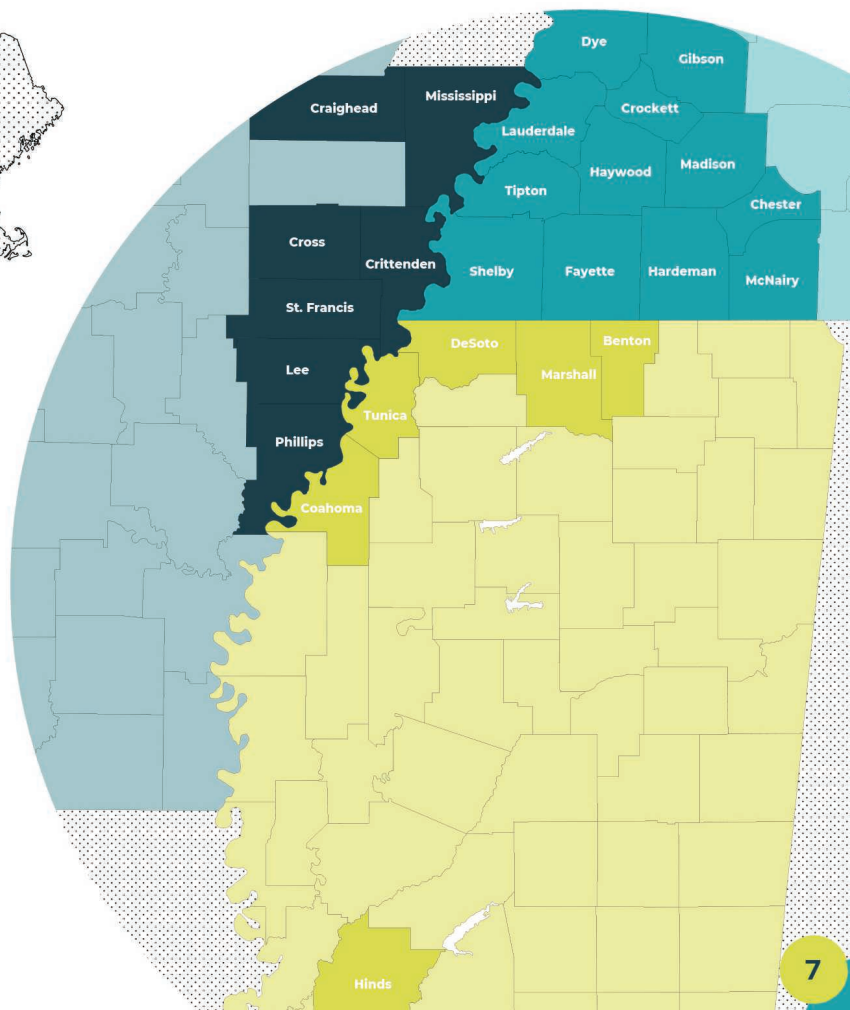 Dye
Gibson
Mississippi
Craighead
Crockett
Lauderdale
Madison
Haywood
Tipton
Chester
Cross
Crittenden
Shelby
Fayette
Hardeman
McNairy
St. Francis
DeSoto
Benton
Lee
Marshall
Tunica
Phillips
Coahoma
7
Hinds